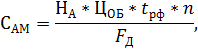 С_АМ = (Н_А * Ц_ОБ * t_рф * n) / F_Д,